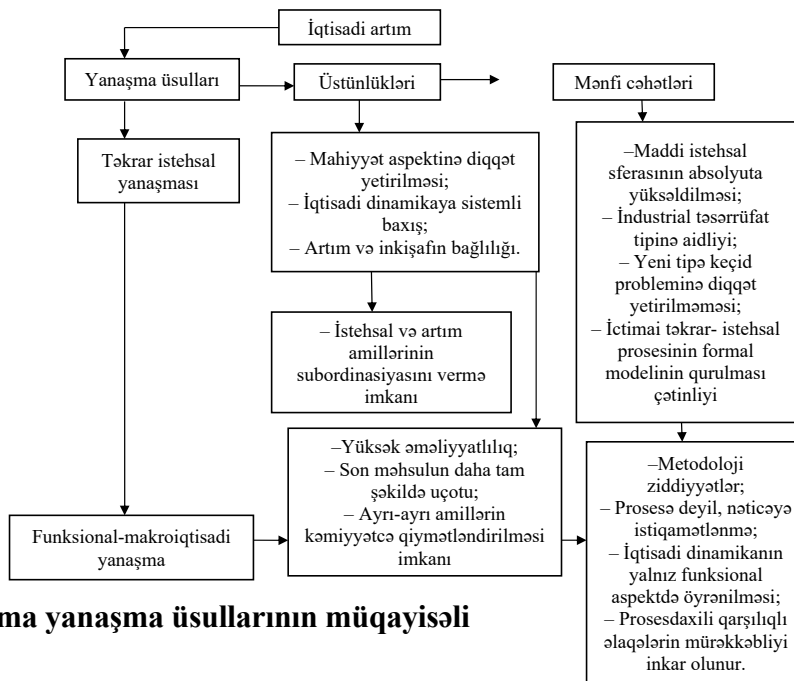 İqtisadi artım
Yanaşma üsulları
Üstünlükləri
Mənfi cəhətləri
Təkrar istehsal
yanaşması
– Mahiyyət aspektinə diqqət
yetirilməsi;
– İqtisadi dinamikaya sistemli
baxış;
– Artım və inkişafın bağlılığı.
–Maddi istehsal
sferasının absolyuta
yüksəldilməsi;
– İndustrial təsərrüfat
tipinə aidliyi;
– Yeni tipə keçid
probleminə diqqət
yetirilməməsi;
– İctimai təkrar- istehsal
prosesinin formal
modelinin qurulması
çətinliyi
– İstehsal və artım
amillərinin
subordinasiyasını vermə
imkanı
Funksional-makroiqtisadi
yanaşma
–Yüksək əməliyyatlılıq;
– Son məhsulun daha tam
şəkildə uçotu;
– Ayrı-ayrı amillərin
kəmiyyətcə qiymətləndirilməsi
imkanı
–Metodoloji
ziddiyyətlər;
– Prosesə deyil, nəticəyə
istiqamətlənmə;
– İqtisadi dinamikanın
yalnız funksional
aspektdə öyrənilməsi;
– Prosesdaxili qarşılıqlı
əlaqələrin mürəkkəbliyi
inkar olunur.
ma yanaşma üsullarının müqayisəli